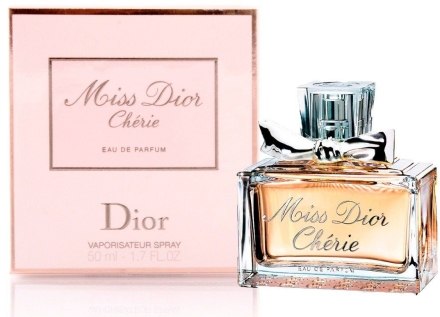 Miss Dior
Chérie
EAU DE PARFUM
Dior
VAPORISATEUR SPRAY
50 ml - 1.7 FL.OZ
Miss Dior
Chérie
EAU DE PARFUM